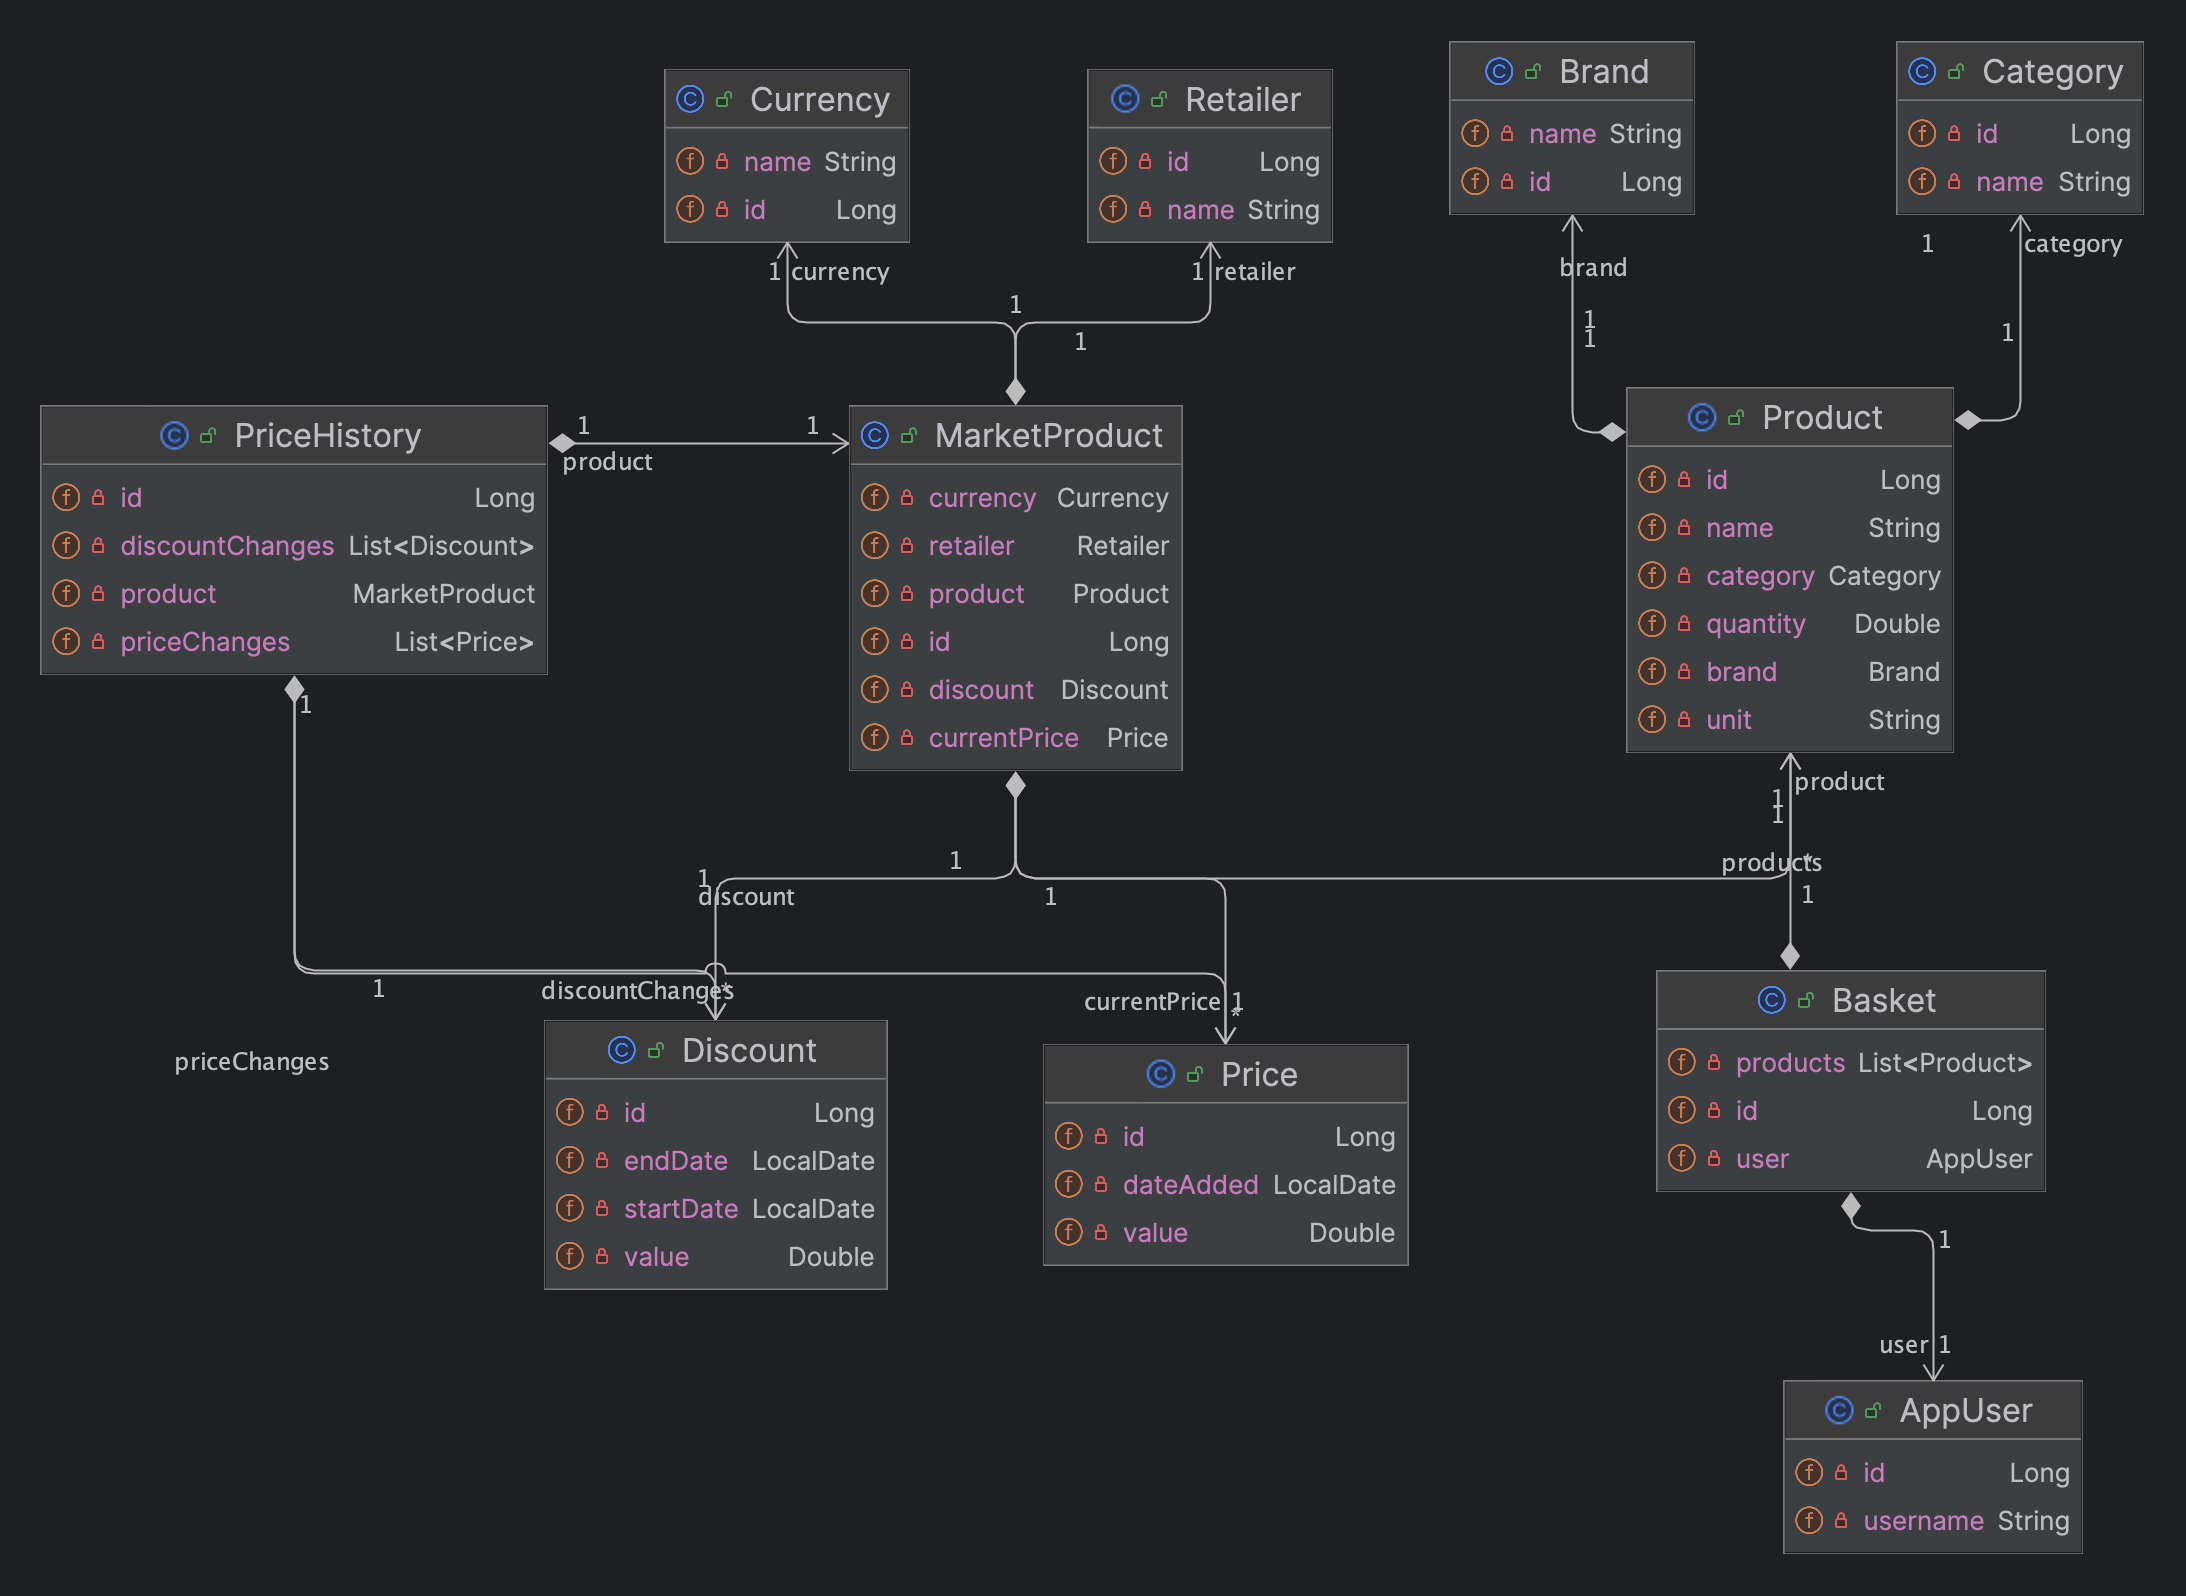 Currency
name String
id Long
Retailer
id Long
name String
Brand
name String
id Long
Category
id Long
name String
1 currency
1 retailer
1
1
brand
1
1
1
category
1
PriceHistory
id Long
discountChanges List<Discount>
product MarketProduct
priceChanges List<Price>
1
1
product
MarketProduct
currency Currency
retailer Retailer
product Product
id Long
discount Discount
currentPrice Price
Product
id Long
name String
category Category
quantity Double
brand Brand
unit String
1
product
1
1
1
1
discount
1
products
*
1
1
discountChanges
*
currentPrice 1
*
priceChanges
1
Discount
id Long
endDate LocalDate
startDate LocalDate
value Double
Price
id Long
dateAdded LocalDate
value Double
Basket
products List<Product>
id Long
user AppUser
1
user 1
AppUser
id Long
username String